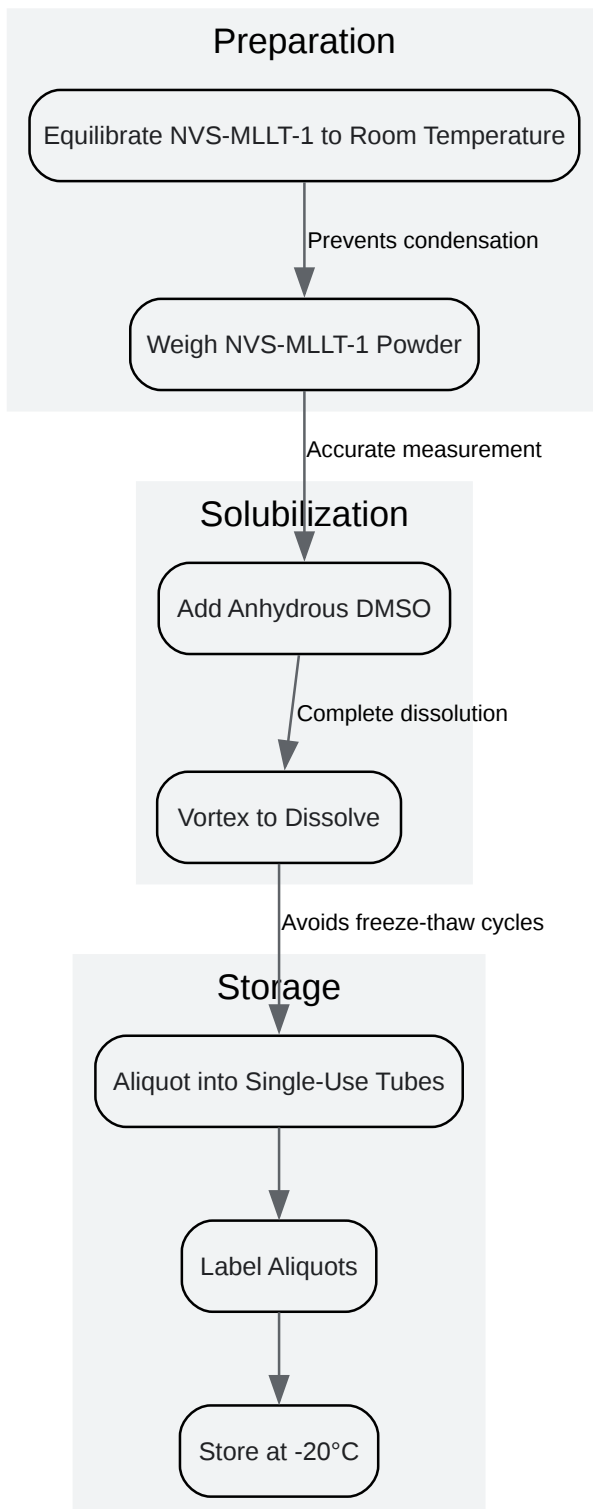 Preparation
Equilibrate NVS-MLLT-1 to Room Temperature
Prevents condensation
Weigh NVS-MLLT-1 Powder
Accurate measurement
Solubilization
Add Anhydrous DMSO
Complete dissolution
Vortex to Dissolve
Avoids freeze-thaw cycles
Storage
Aliquot into Single-Use Tubes
Label Aliquots
Store at -20°C